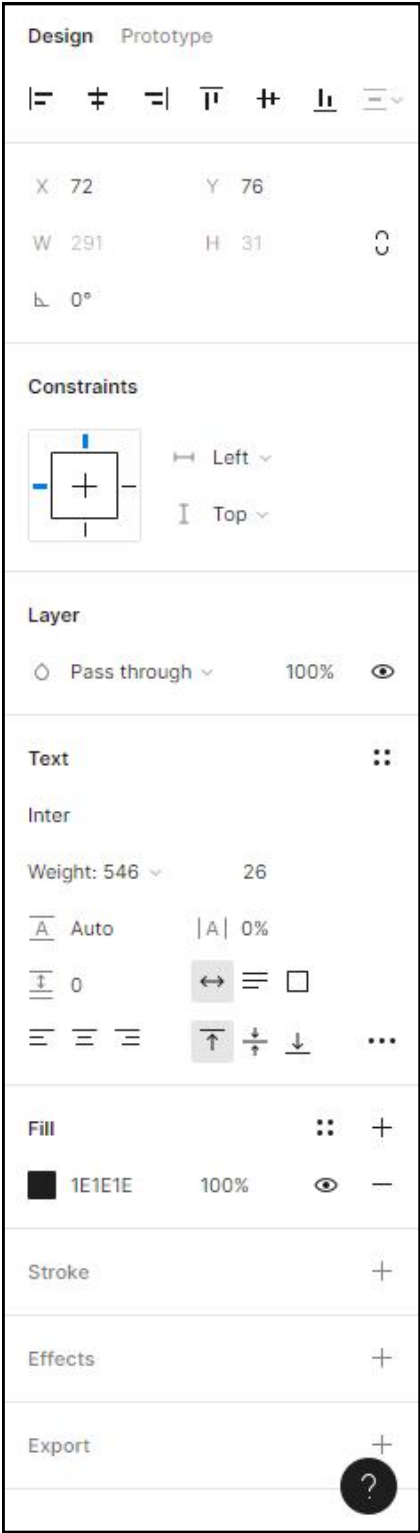 Design Prototype
X 72 Y 76
W 291 H 31
0°
Constraints
Left
Top
Layer
Pass through 100%
Text
Inter
Weight: 546 26
A Auto |A| 0%
0
Fill
1E1E1E 100%
Stroke
Effects
Export
?